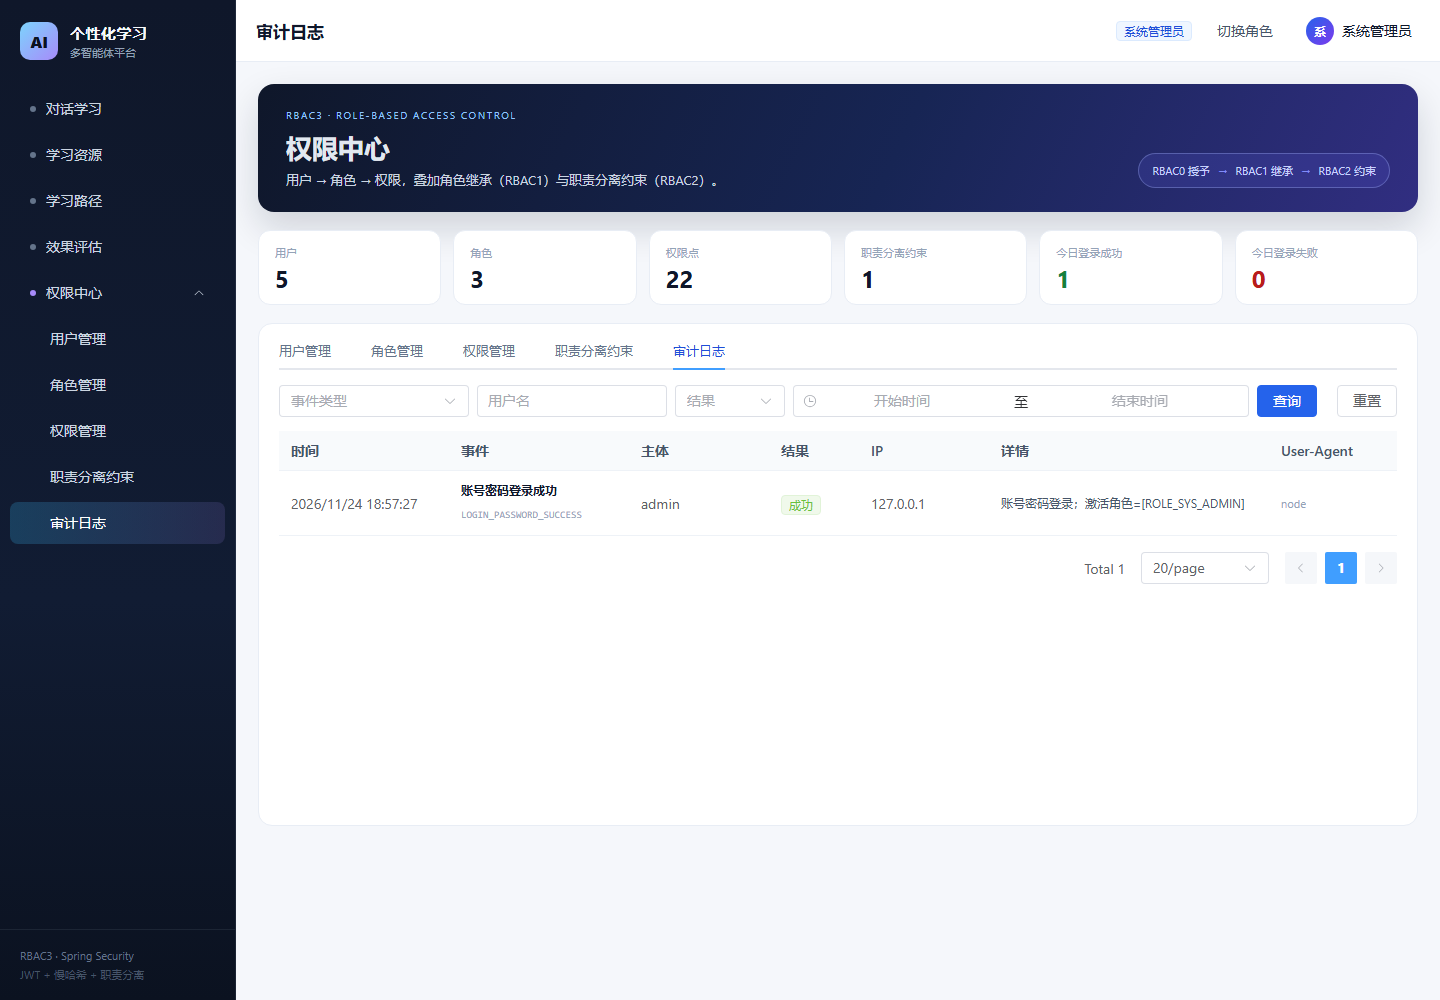 AI
个性化学习
多智能体平台
对话学习
学习资源
学习路径
效果评估
权限中心
用户管理
角色管理
权限管理
职责分离约束
审计日志
RBAC3 · Spring Security
JWT + 慢哈希 + 职责分离
审计日志
系统管理员
切换角色
系
系统管理员
RBAC3 · ROLE-BASED ACCESS CONTROL
权限中心
用户 → 角色 → 权限，叠加角色继承（RBAC1）与职责分离约束（RBAC2）。
RBAC0 授予 → RBAC1 继承 → RBAC2 约束
用户
5
角色
3
权限点
22
职责分离约束
1
今日登录成功
1
今日登录失败
0
用户管理 角色管理 权限管理 职责分离约束 审计日志
事件类型 用户名 结果 开始时间 至 结束时间 查询 重置
时间 事件 主体 结果 IP 详情 User-Agent
2026/11/24 18:57:27 账号密码登录成功 admin 成功 127.0.0.1 账号密码登录；激活角色=[ROLE_SYS_ADMIN] node
LOGIN_PASSWORD_SUCCESS
Total 1 20/page 1